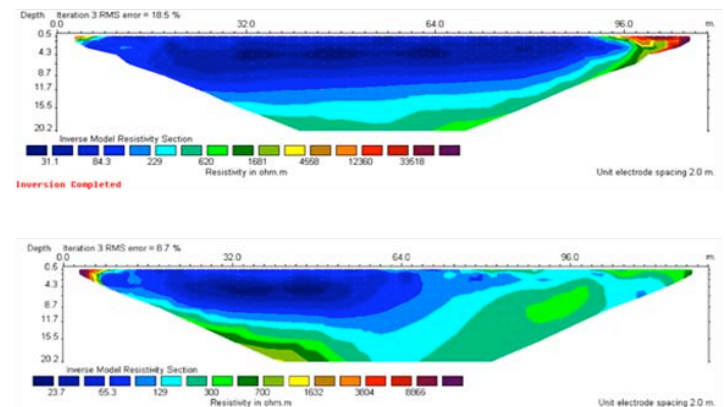 Depth Iteration 3 RMS error = 18.5 %
0.0 32.0 64.0 96.0 m.
0.5
4.3
8.7
11.7
15.5
20.2
Inverse Model Resistivity Section
31.1 84.3 229 620 1681 4558 12360 33518
Resistivity in ohm.m Unit electrode spacing 2.0 m.
Inversion Completed
Depth Iteration 3 RMS error = 8.7 %
0.0 32.0 64.0 96.0 m.
0.5
4.3
8.7
11.7
15.5
20.2
Inverse Model Resistivity Section
23.7 55.3 129 300 700 1632 3804 8866
Resistivity in ohm.m Unit electrode spacing 2.0 m.